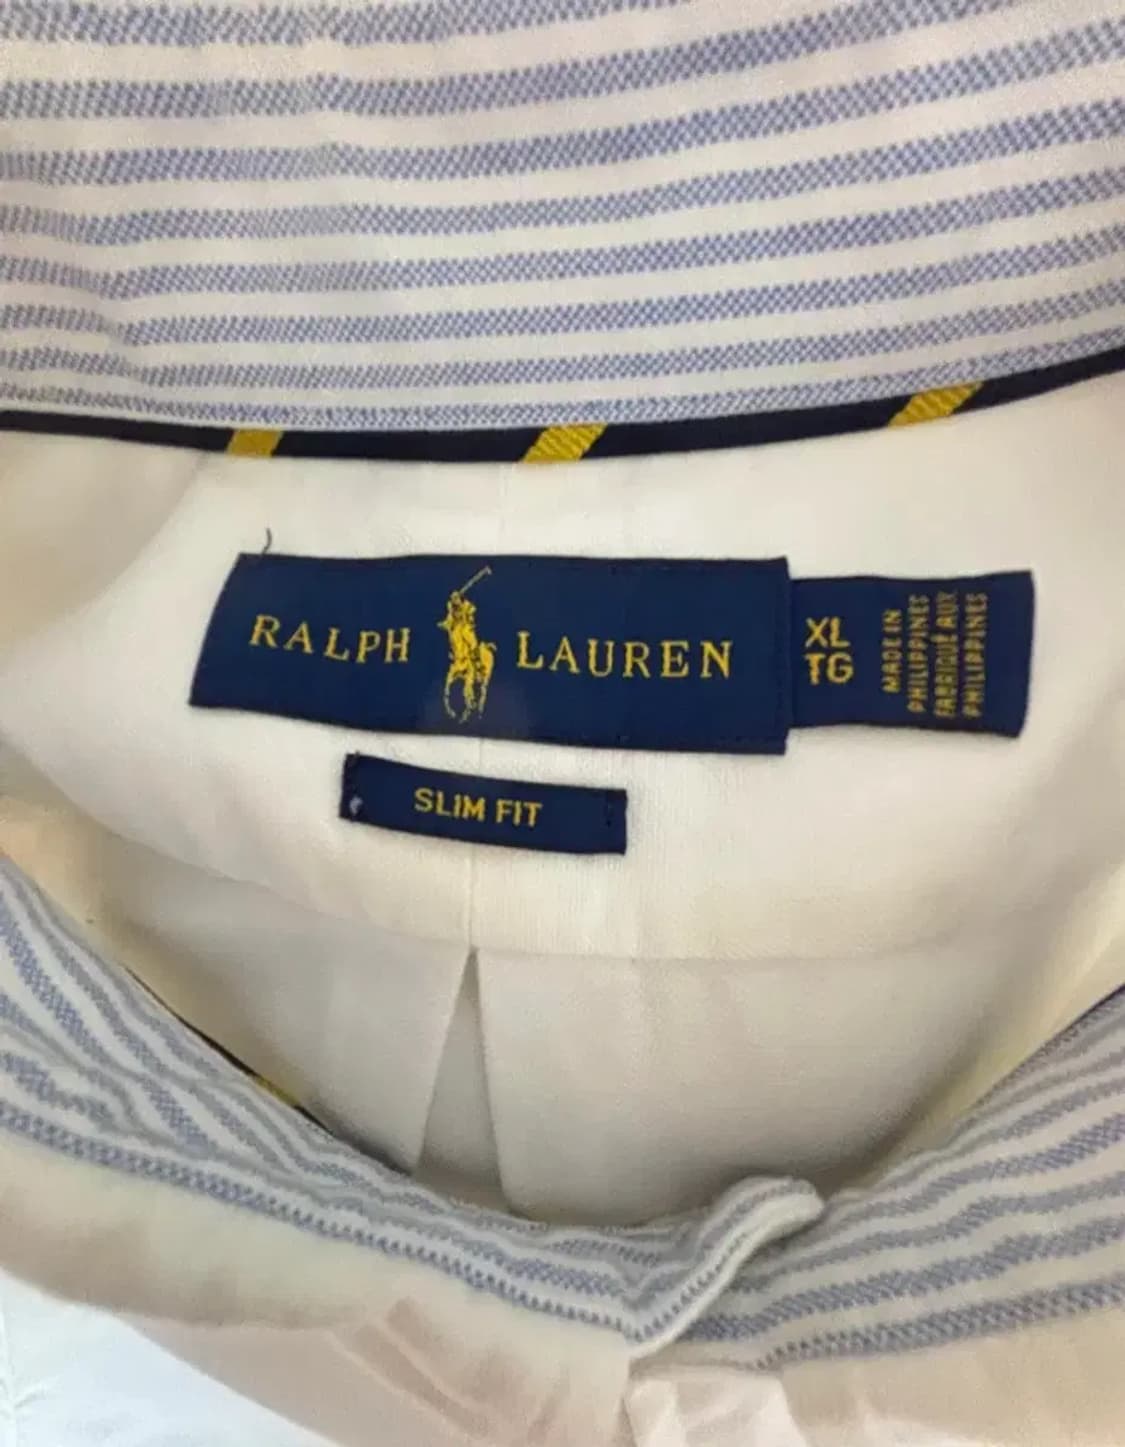 RALPH LAUREN
XL
TG
MADE IN
PHILIPPINES
FABRIQUÉ AUX
PHILIPPINES
SLIM FIT